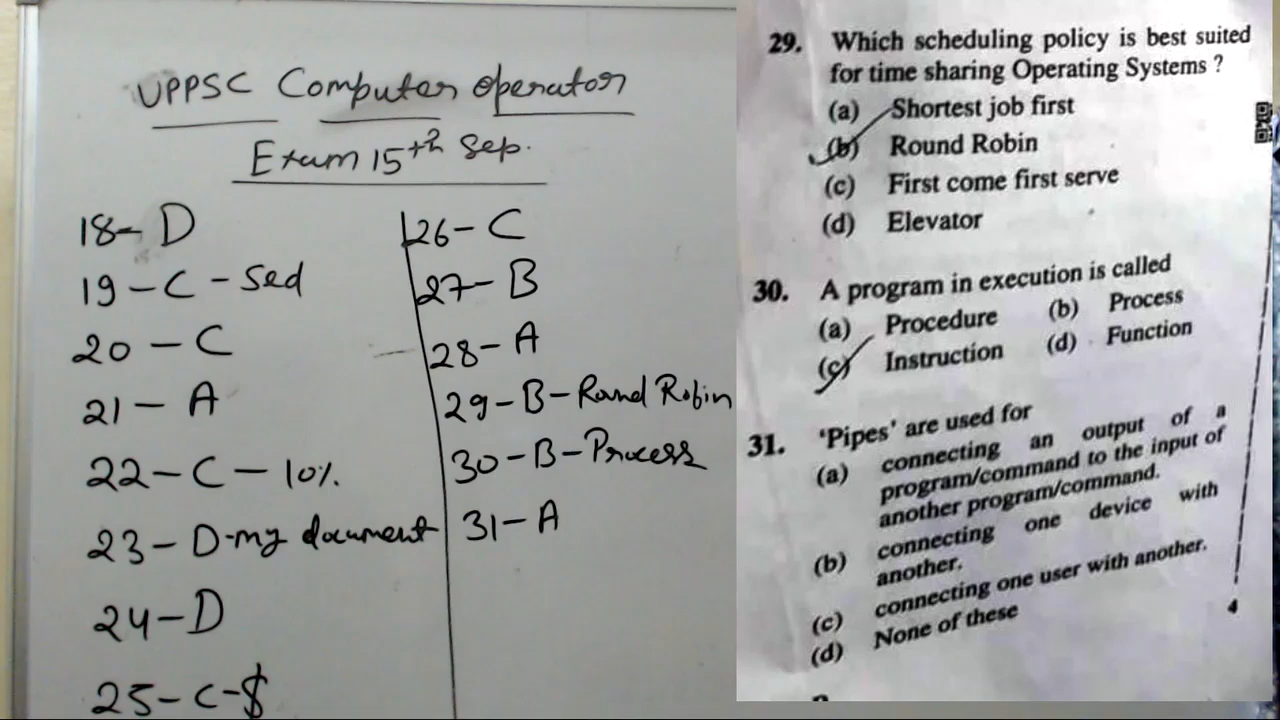 UPPSC Computer Operator
Exam 15th Sep.
18- D
19 - C - Sed
20 - C
21 - A
22 - C - 10%
23 - D - my document
24 - D
25 - C - $
26 - C
27 - B
28 - A
29 - B - Round Robin
30 - B - Process
31 - A
29. Which scheduling policy is best suited
for time sharing Operating Systems ?
(a) Shortest job first
(b) Round Robin
(c) First come first serve
(d) Elevator
30. A program in execution is called
(a) Procedure (b) Process
(c) Instruction (d) Function
31. 'Pipes' are used for
(a) connecting an output of a
program/command to the input of
another program/command.
(b) connecting one device with
another.
(c) connecting one user with another.
(d) None of these
4